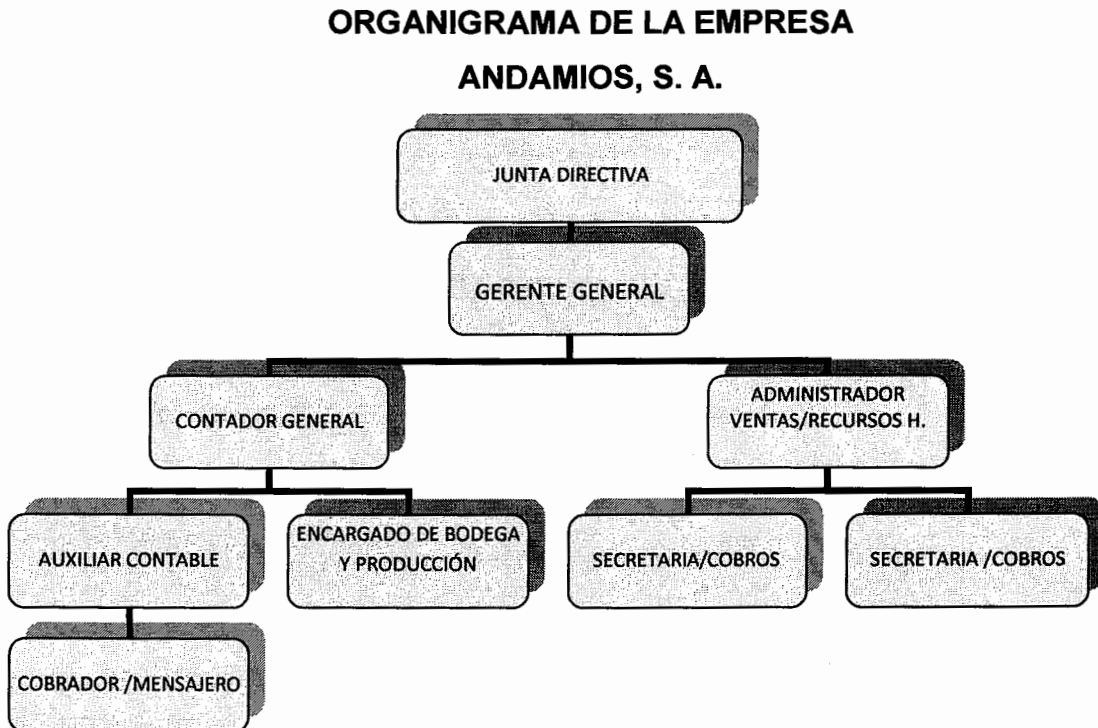 ORGANIGRAMA DE LA EMPRESA
ANDAMIOS, S. A.
JUNTA DIRECTIVA
GERENTE GENERAL
CONTADOR GENERAL
ADMINISTRADOR
VENTAS/RECURSOS H.
AUXILIAR CONTABLE
ENCARGADO DE BODEGA
Y PRODUCCIÓN
SECRETARIA/COBROS
SECRETARIA /COBROS
COBRADOR /MENSAJERO